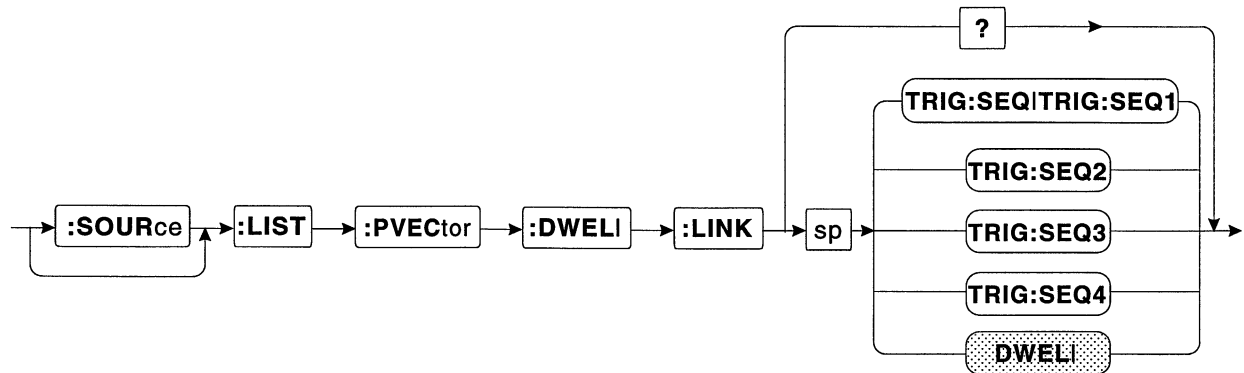 ?
TRIG:SEQ|TRIG:SEQ1
TRIG:SEQ2
:SOURce :LIST :PVECtor :DWELl :LINK sp TRIG:SEQ3
TRIG:SEQ4
DWELl